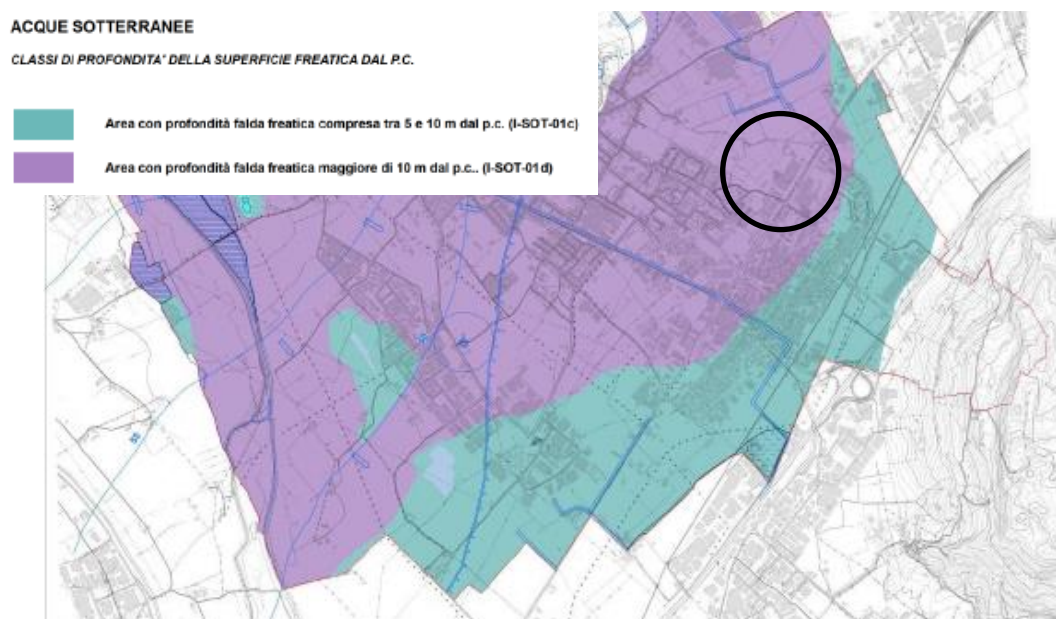 ACQUE SOTTERRANEE
CLASSI DI PROFONDITA' DELLA SUPERFICIE FREATICA DAL P.C.
Area con profondità falda freatica compresa tra 5 e 10 m dal p.c. (I-SOT-01c)
Area con profondità falda freatica maggiore di 10 m dal p.c.. (I-SOT-01d)